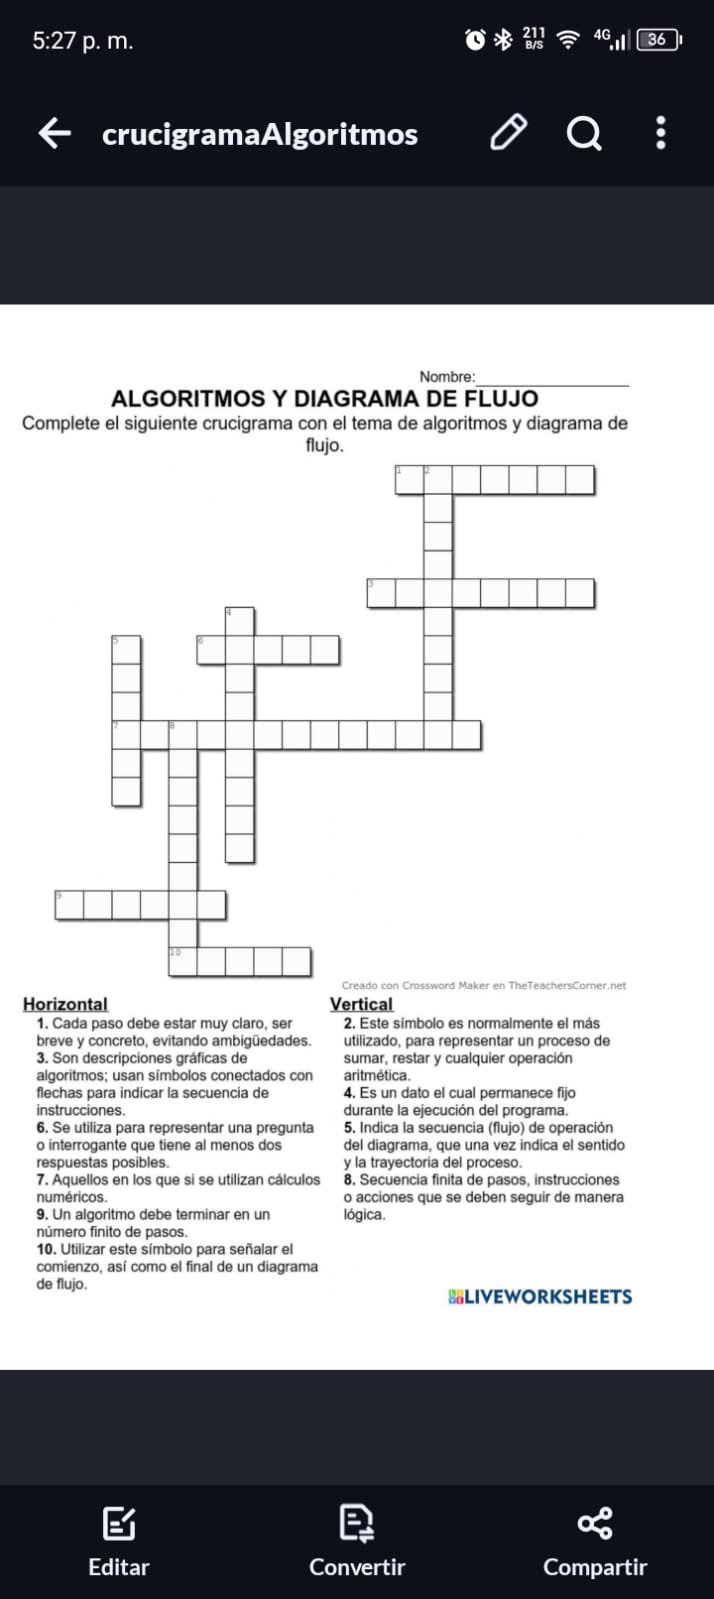 5:27 p. m.
211
B/S
4G
36
crucigramaAlgoritmos
Nombre:
ALGORITMOS Y DIAGRAMA DE FLUJO
Complete el siguiente crucigrama con el tema de algoritmos y diagrama de
flujo.
1
2
3
4
5
6
7
8
9
10
Creado con Crossword Maker en TheTeachersCorner.net
Horizontal
1. Cada paso debe estar muy claro, ser
breve y concreto, evitando ambigüedades.
3. Son descripciones gráficas de
algoritmos; usan símbolos conectados con
flechas para indicar la secuencia de
instrucciones.
6. Se utiliza para representar una pregunta
o interrogante que tiene al menos dos
respuestas posibles.
7. Aquellos en los que si se utilizan cálculos
numéricos.
9. Un algoritmo debe terminar en un
número finito de pasos.
10. Utilizar este símbolo para señalar el
comienzo, así como el final de un diagrama
de flujo.
Vertical
2. Este símbolo es normalmente el más
utilizado, para representar un proceso de
sumar, restar y cualquier operación
aritmética.
4. Es un dato el cual permanece fijo
durante la ejecución del programa.
5. Indica la secuencia (flujo) de operación
del diagrama, que una vez indica el sentido
y la trayectoria del proceso.
8. Secuencia finita de pasos, instrucciones
o acciones que se deben seguir de manera
lógica.
LIVEWORKSHEETS
Editar
Convertir
Compartir